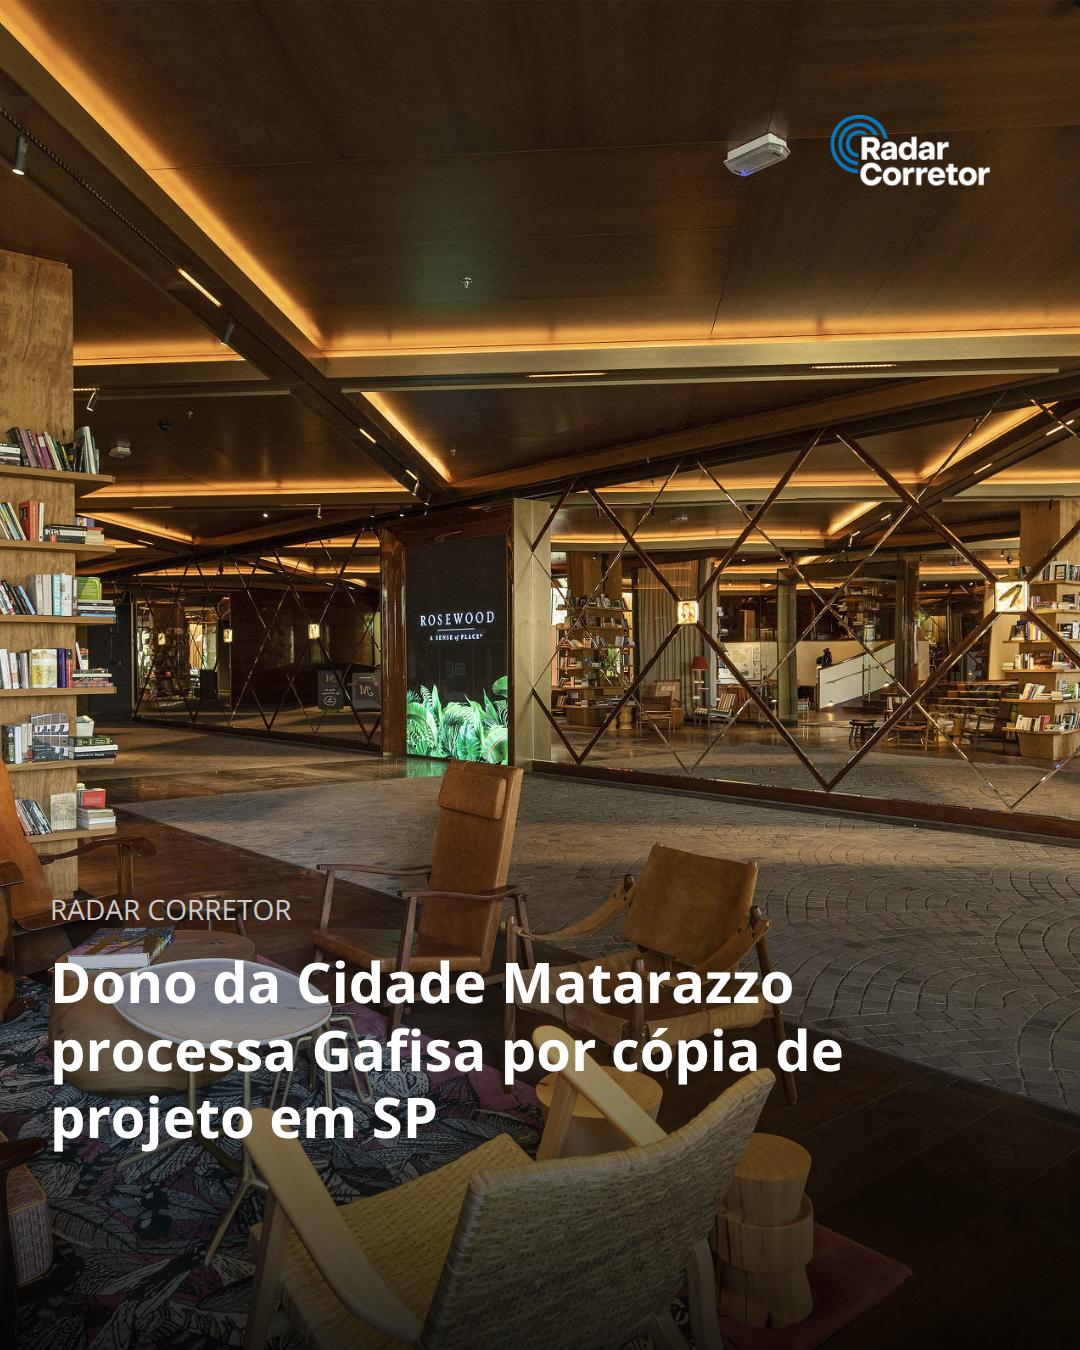 Radar
Corretor
ROSEWOOD
A SENSE of PLACE®
RADAR CORRETOR
Dono da Cidade Matarazzo
processa Gafisa por cópia de
projeto em SP